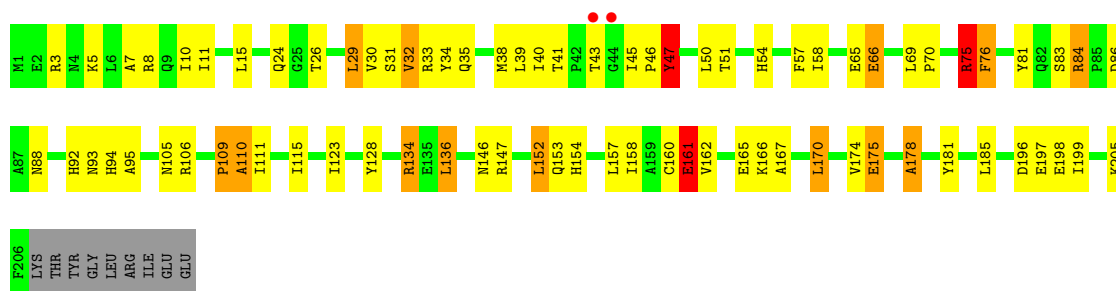 M1 E2 R3 N4 K5 L6 A7 R8 Q9 I10 I11 L15 Q24 G25 T26 L29 V30 S31 V32 R33 Y34 Q35 M38 L39 I40 T41 P42 T43 G44 I45 P46 Y47 L50 T51 H54 F57 I58 E65 E66 L69 P70 R75 F76 Y81 Q82 S83 R84 P85 D86
A87 N88 H92 N93 H94 A95 N105 R106 P109 A110 I111 I115 I123 Y128 R134 E135 L136 N146 R147 L152 Q153 H154 L157 I158 A159 C160 E161 V162 E165 K166 A167 L170 V174 E175 A178 Y181 L185 D196 E197 E198 I199 K205
F206 LYS THR TYR GLY LEU ARG ILE GLU GLU